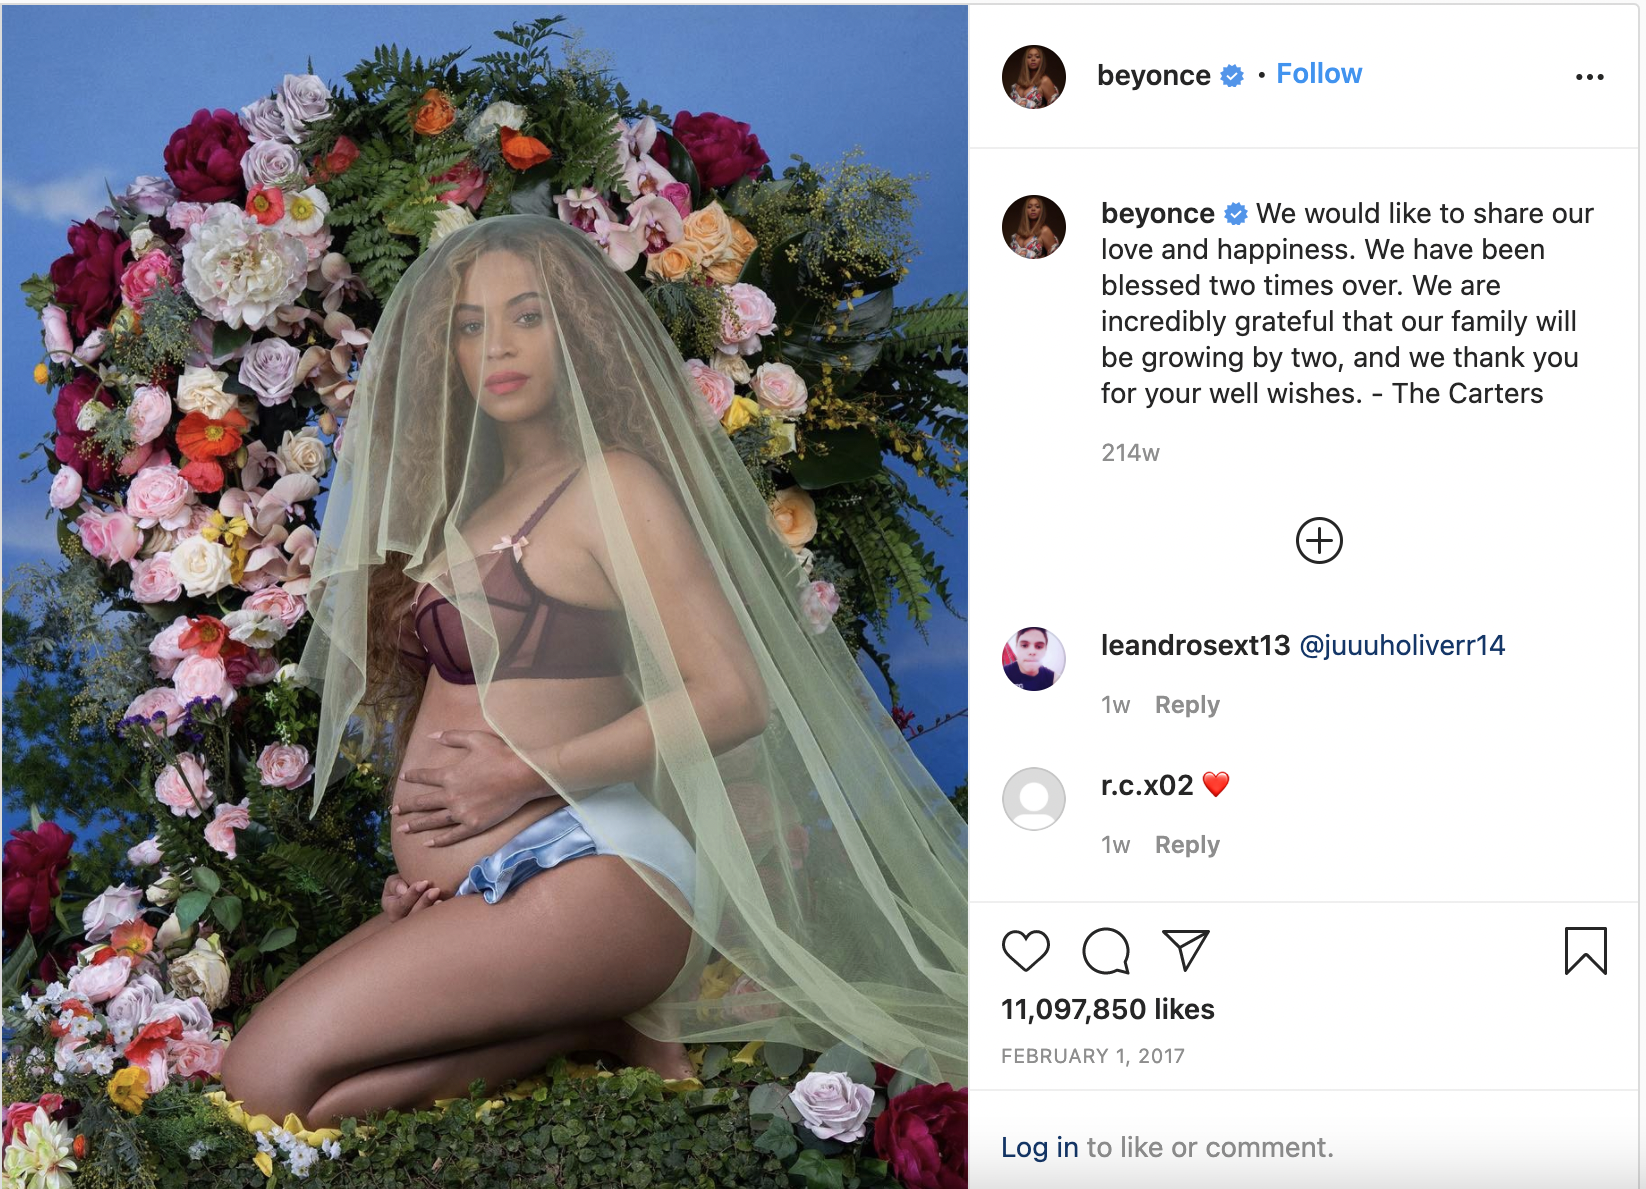 beyonce • Follow
beyonce We would like to share our
love and happiness. We have been
blessed two times over. We are
incredibly grateful that our family will
be growing by two, and we thank you
for your well wishes. - The Carters
214w
leandrosext13 @juuuholiverr14
1w Reply
r.c.x02 ❤️
1w Reply
11,097,850 likes
FEBRUARY 1, 2017
Log in to like or comment.